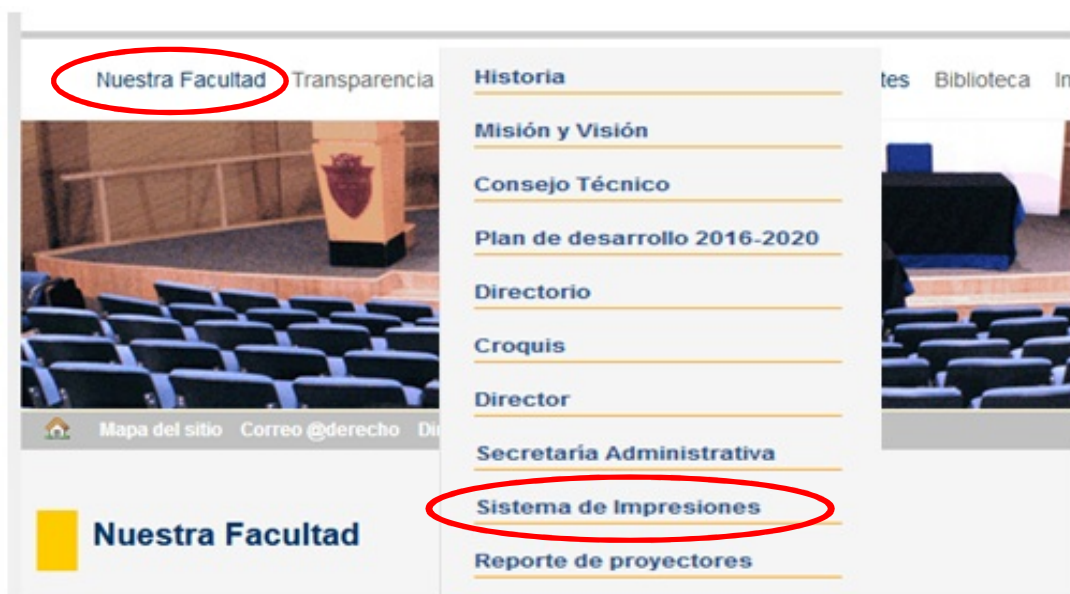 Nuestra Facultad Transparencia tes Biblioteca In
Historia
Misión y Visión
Consejo Técnico
Plan de desarrollo 2016-2020
Directorio
Croquis
Director
Secretaría Administrativa
Sistema de Impresiones
Reporte de proyectores
Mapa del sitio Correo @derecho Di
Nuestra Facultad